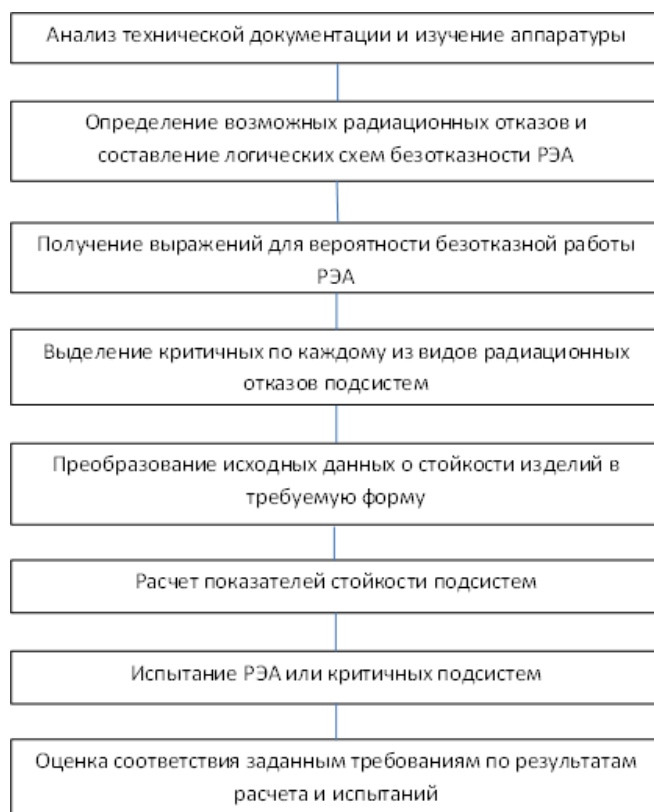 Анализ технической документации и изучение аппаратуры
Определение возможных радиационных отказов и
составление логических схем безотказности РЭА
Получение выражений для вероятности безотказной работы
РЭА
Выделение критичных по каждому из видов радиационных
отказов подсистем
Преобразование исходных данных о стойкости изделий в
требуемую форму
Расчет показателей стойкости подсистем
Испытание РЭА или критичных подсистем
Оценка соответствия заданным требованиям по результатам
расчета и испытаний